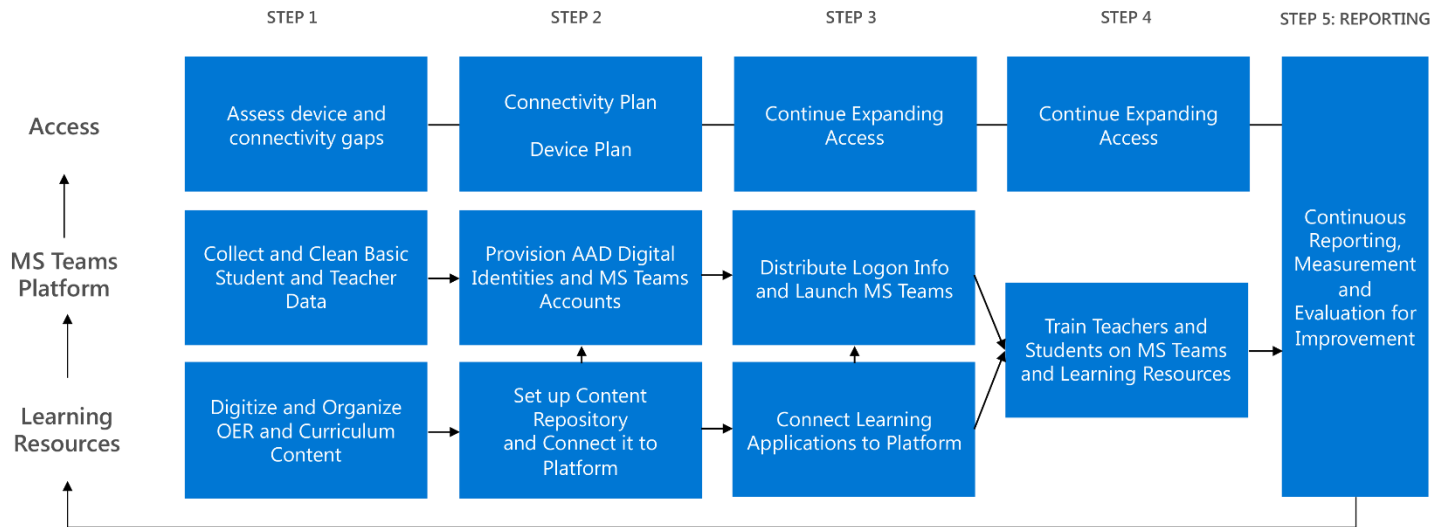 STEP 1
STEP 2
STEP 3
STEP 4
STEP 5: REPORTING
Access
Assess device and
connectivity gaps
Connectivity Plan
Device Plan
Continue Expanding
Access
Continue Expanding
Access
Continuous
Reporting,
Measurement
and
Evaluation for
Improvement
MS Teams
Platform
Collect and Clean Basic
Student and Teacher
Data
Provision AAD Digital
Identities and MS Teams
Accounts
Distribute Logon Info
and Launch MS Teams
Train Teachers and
Students on MS Teams
and Learning Resources
Learning
Resources
Digitize and Organize
OER and Curriculum
Content
Set up Content
Repository
and Connect it to
Platform
Connect Learning
Applications to Platform